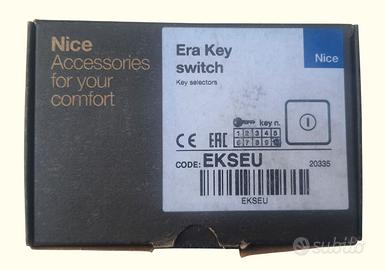 Nice
Accessories
for your
comfort
Era Key
switch
Key selectors
Nice
key n.
1 2 3 4 5
6 7 8 9
CE EAC
CODE: EKSEU
20335
EKSEU
subito